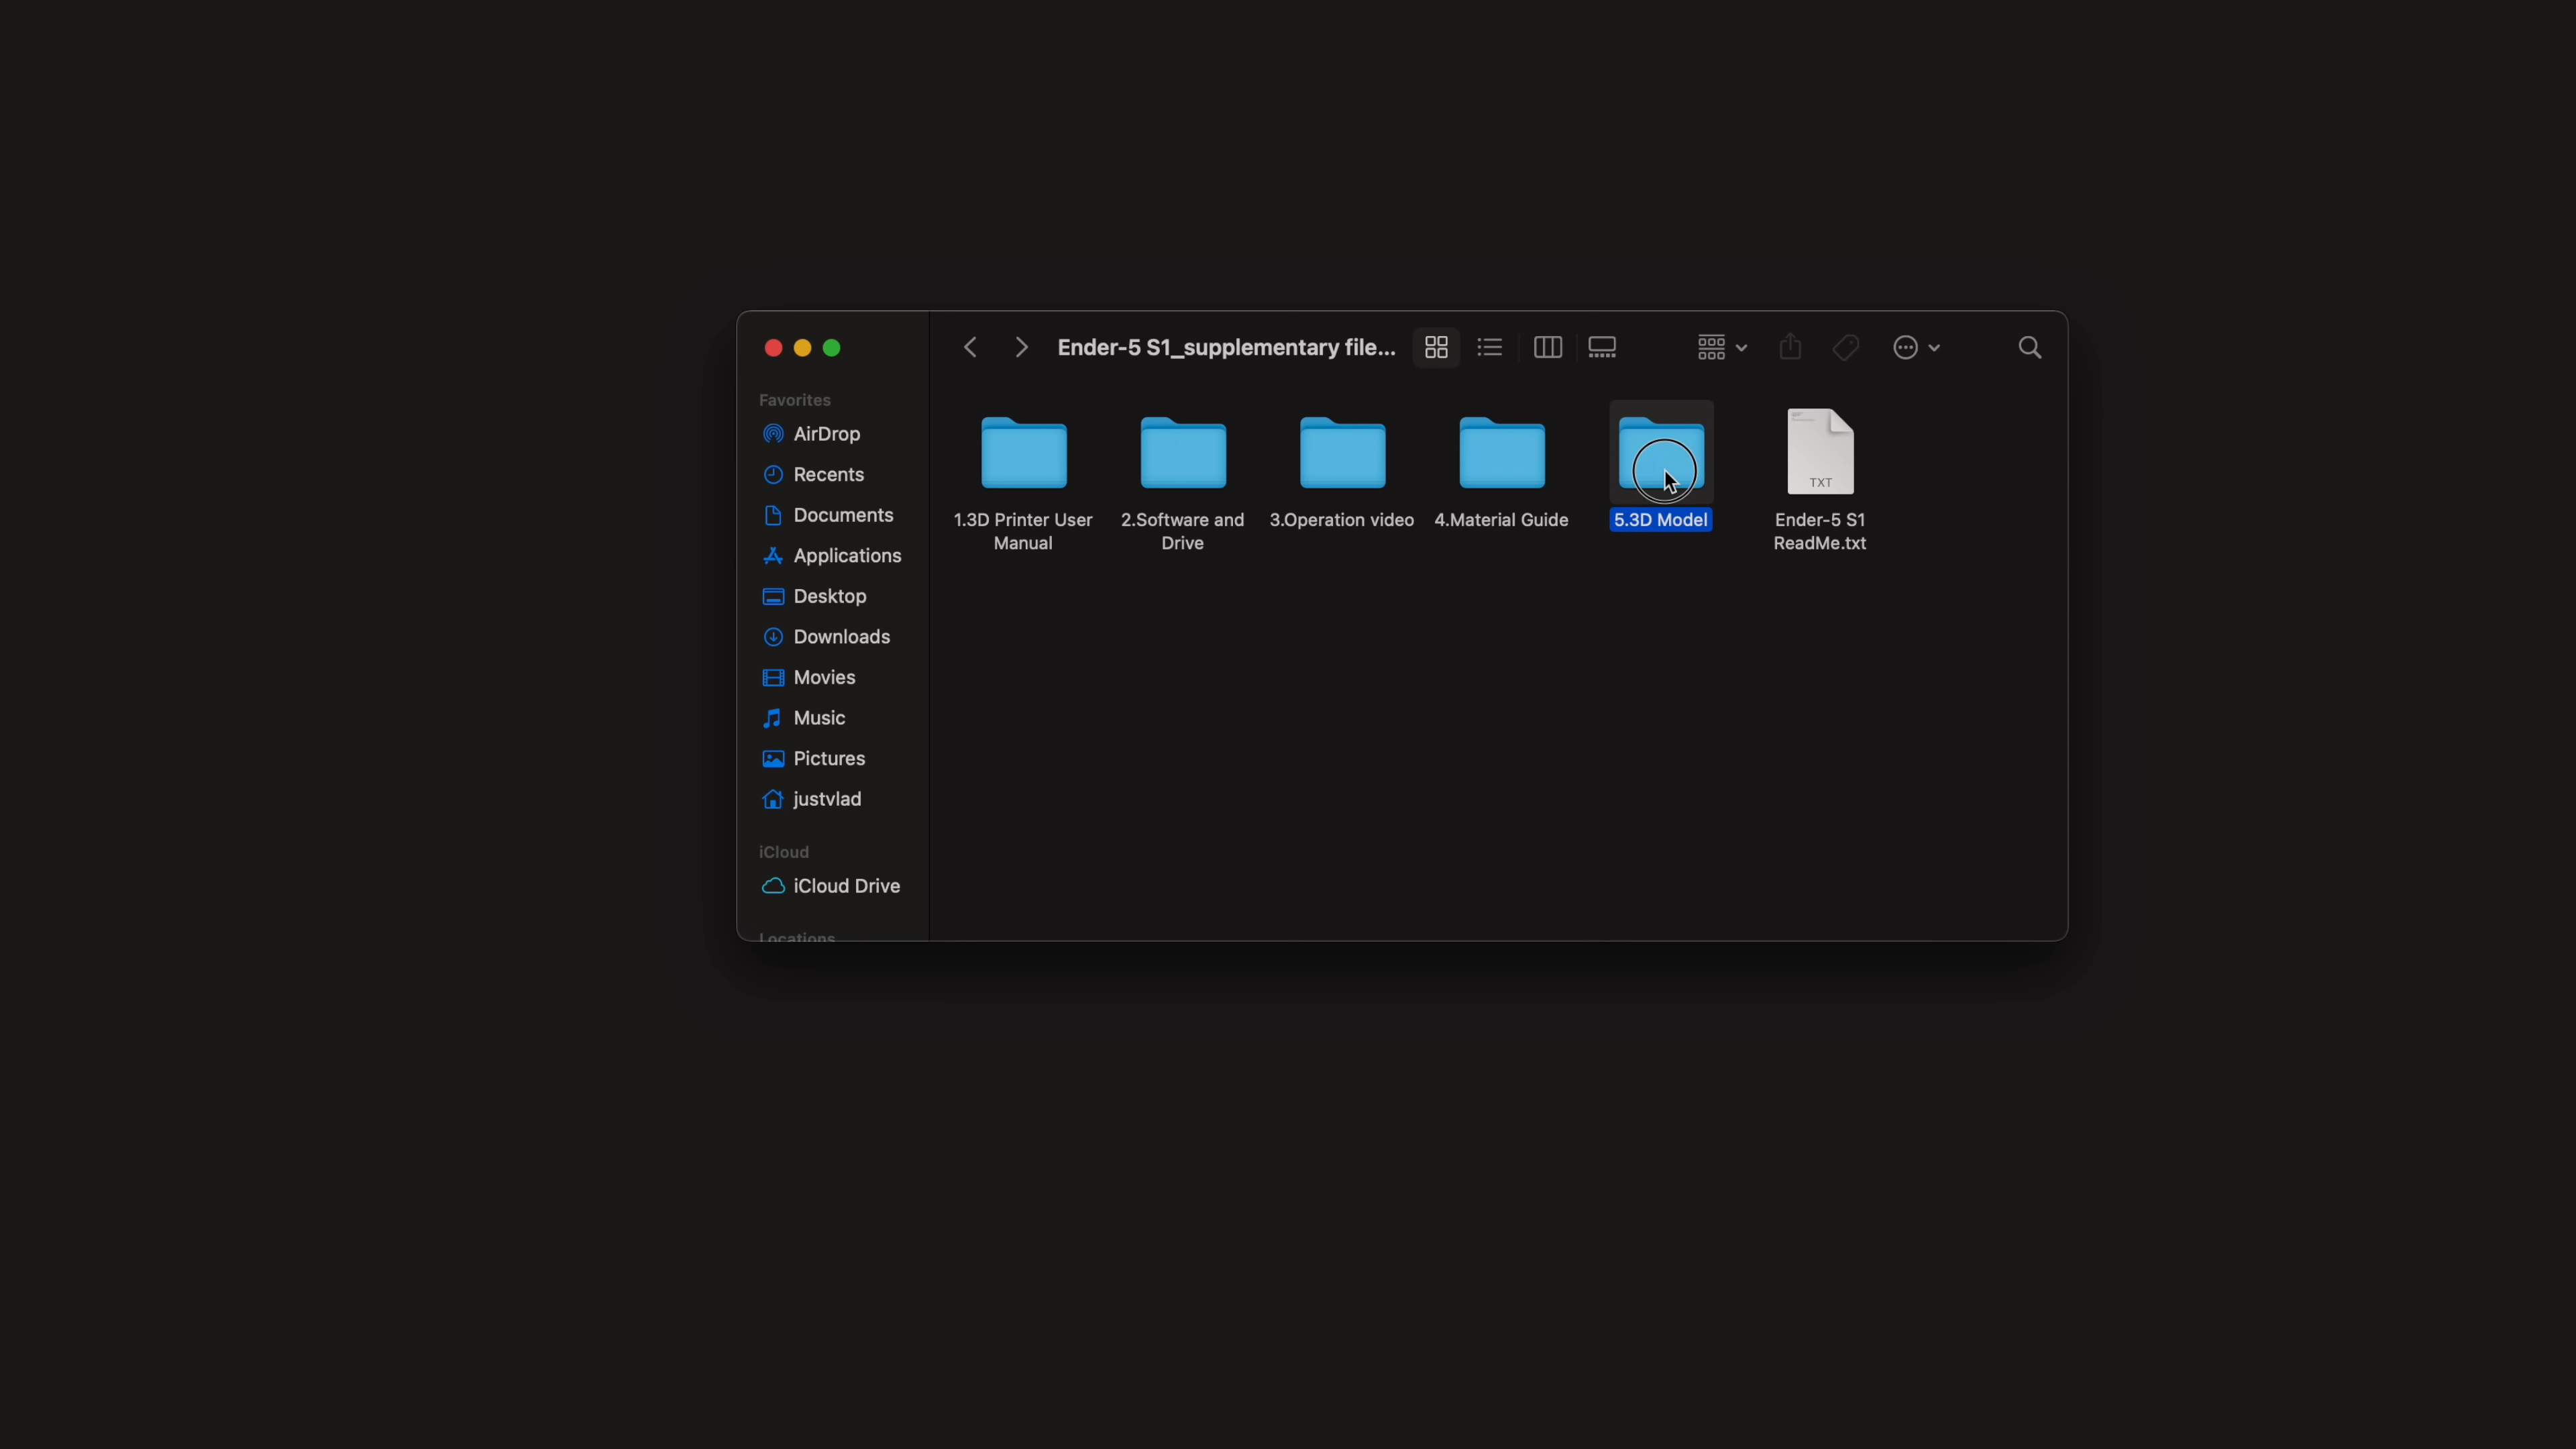 Ender-5 S1_supplementary file...
Favorites
AirDrop
Recents
Documents
Applications
Desktop
Downloads
Movies
Music
Pictures
justvlad
iCloud
iCloud Drive
Locations
1.3D Printer User
Manual
2.Software and
Drive
3.Operation video
4.Material Guide
5.3D Model
TXT
Ender-5 S1
ReadMe.txt